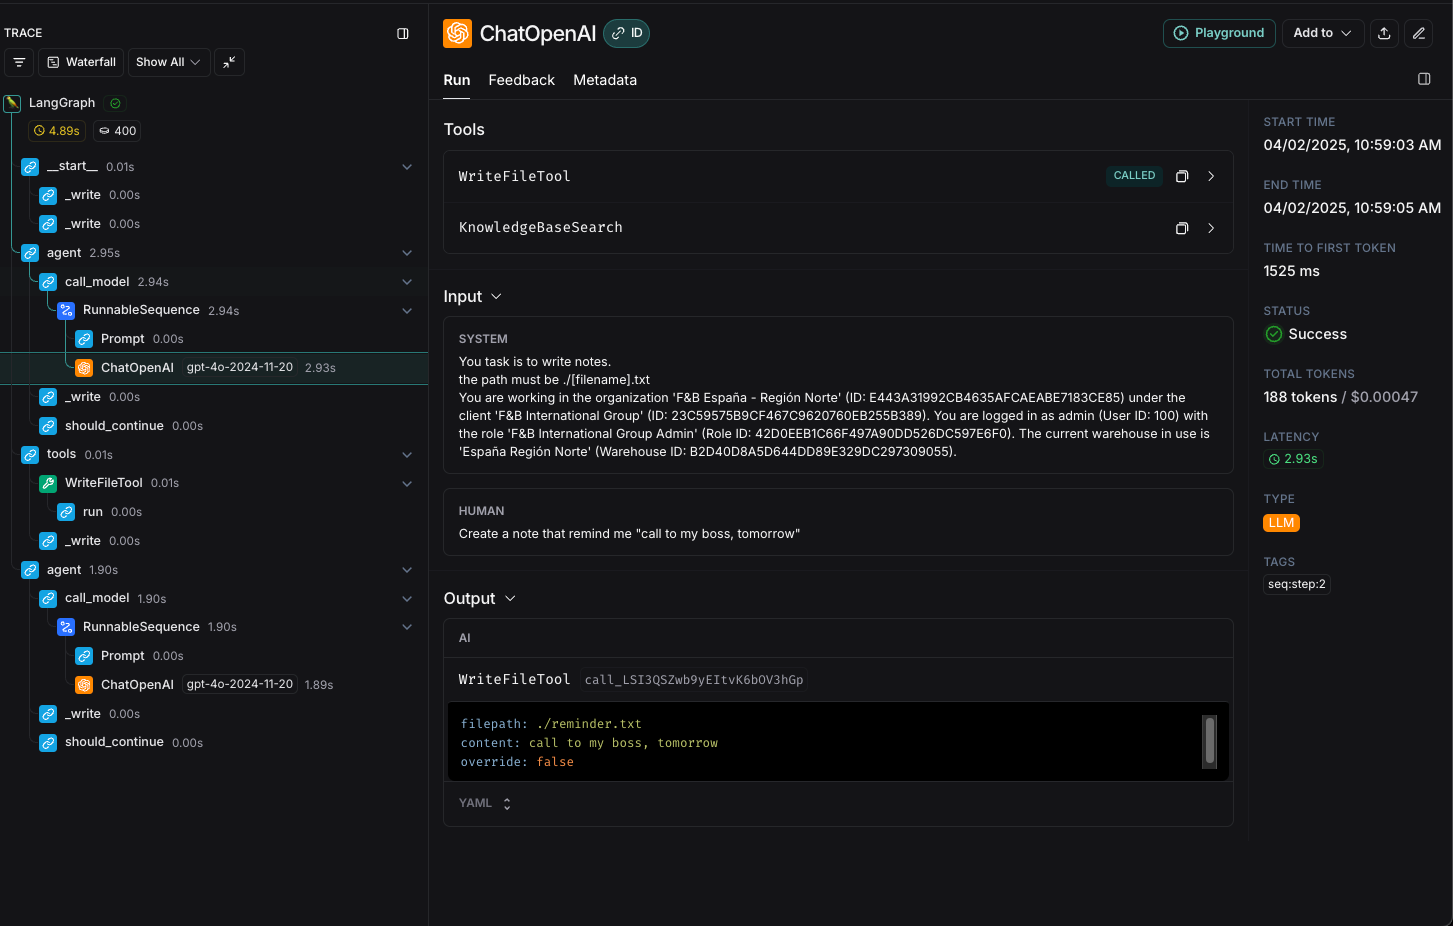 TRACE
Waterfall
Show All
LangGraph
4.89s
400
__start__ 0.01s
_write 0.00s
_write 0.00s
agent 2.95s
call_model 2.94s
RunnableSequence 2.94s
Prompt 0.00s
ChatOpenAI gpt-4o-2024-11-20 2.93s
_write 0.00s
should_continue 0.00s
tools 0.01s
WriteFileTool 0.01s
run 0.00s
_write 0.00s
agent 1.90s
call_model 1.90s
RunnableSequence 1.90s
Prompt 0.00s
ChatOpenAI gpt-4o-2024-11-20 1.89s
_write 0.00s
should_continue 0.00s
ChatOpenAI ID
Playground
Add to
Run Feedback Metadata
Tools
WriteFileTool CALLED
KnowledgeBaseSearch
Input
SYSTEM
You task is to write notes.
the path must be ./[filename].txt
You are working in the organization 'F&B España - Región Norte' (ID: E443A31992CB4635AFCAEABE7183CE85) under the
client 'F&B International Group' (ID: 23C59575B9CF467C9620760EB255B389). You are logged in as admin (User ID: 100) with
the role 'F&B International Group Admin' (Role ID: 42D0EEB1C66F497A90DD526DC597E6F0). The current warehouse in use is
'España Región Norte' (Warehouse ID: B2D40D8A5D644DD89E329DC297309055).
HUMAN
Create a note that remind me "call to my boss, tomorrow"
Output
AI
WriteFileTool call_LSI3QSZwb9yEItvK6bOV3hGp
filepath: ./reminder.txt
content: call to my boss, tomorrow
override: false
YAML
START TIME
04/02/2025, 10:59:03 AM
END TIME
04/02/2025, 10:59:05 AM
TIME TO FIRST TOKEN
1525 ms
STATUS
Success
TOTAL TOKENS
188 tokens / $0.00047
LATENCY
2.93s
TYPE
LLM
TAGS
seq:step:2